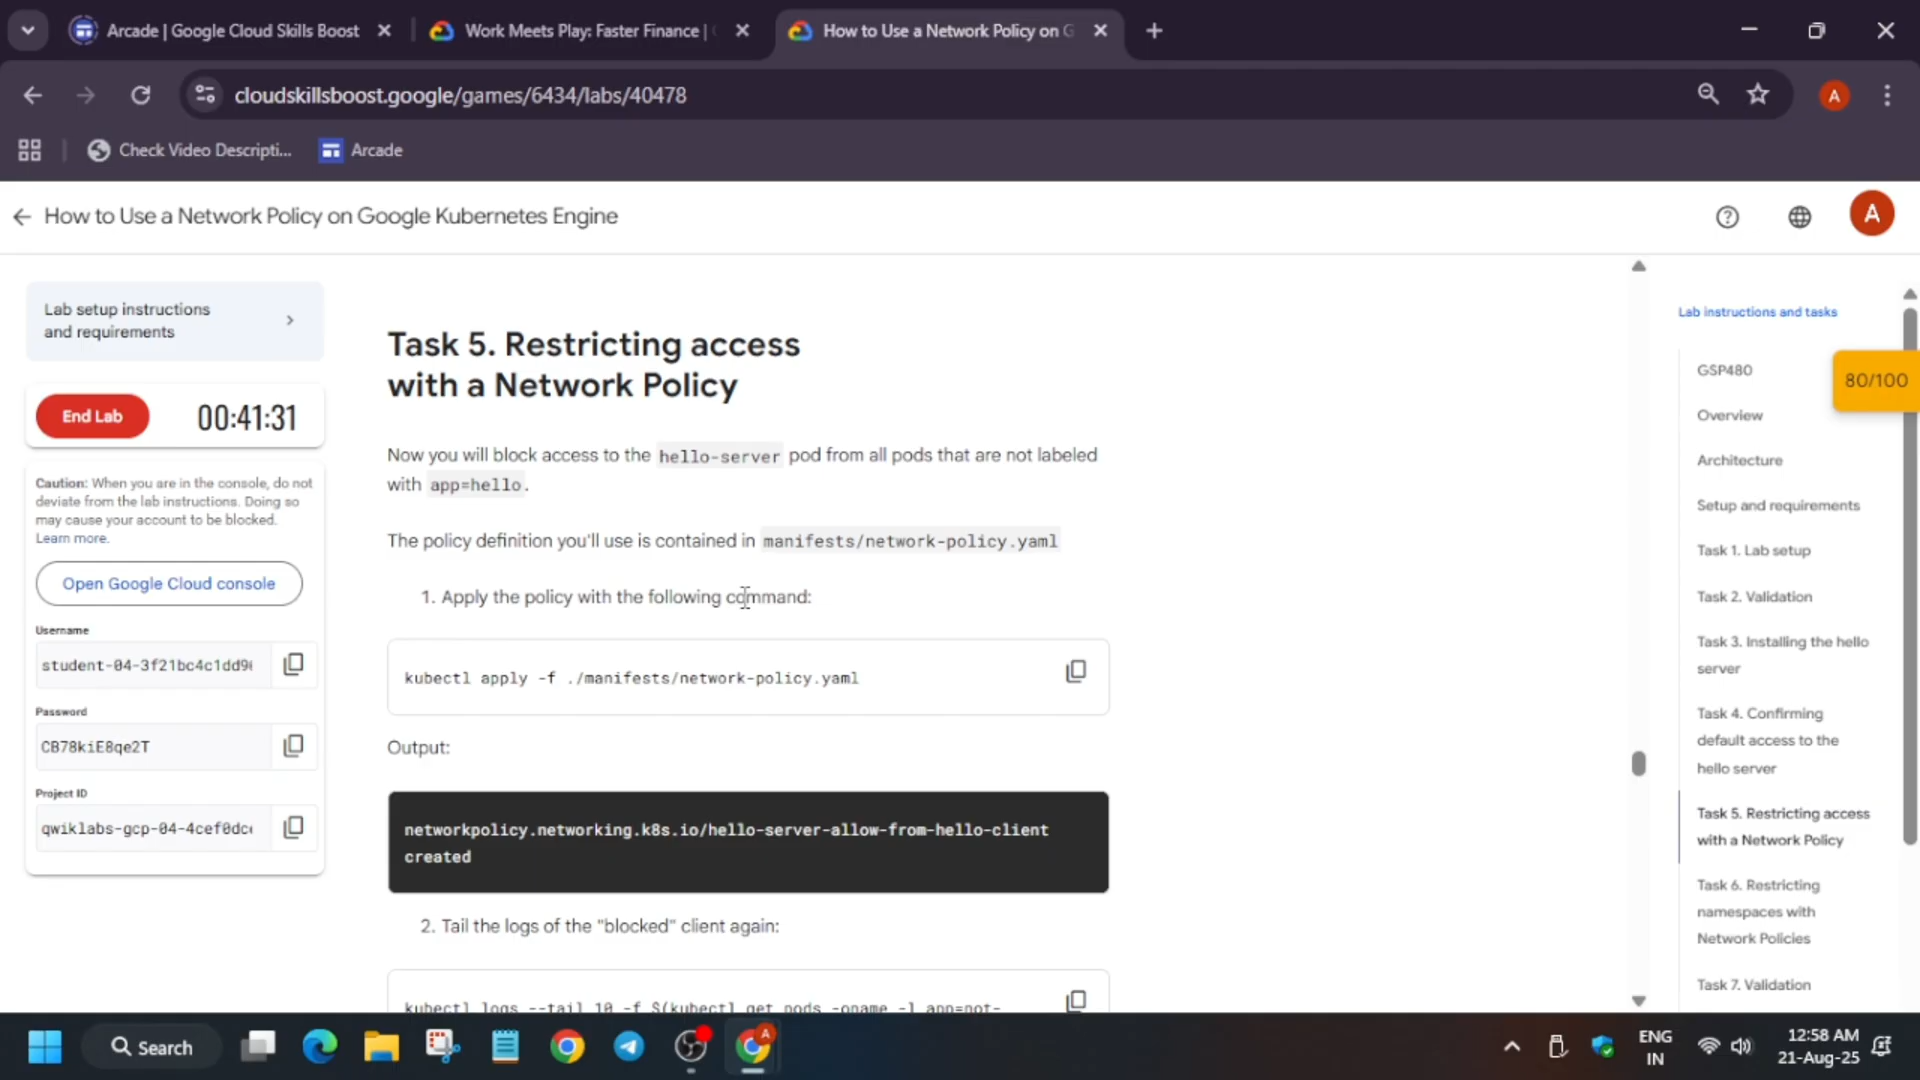 Arcade | Google Cloud Skills Boost
Work Meets Play: Faster Finance |
How to Use a Network Policy on G
cloudskillsboost.google/games/6434/labs/40478
A
Check Video Descripti...
Arcade
How to Use a Network Policy on Google Kubernetes Engine
A
Lab setup instructions
and requirements
End Lab
00:41:31
Caution: When you are in the console, do not
deviate from the lab instructions. Doing so
may cause your account to be blocked.
Learn more.
Open Google Cloud console
Username
student-04-3f21bc4c1dd9
Password
CB78kiE8qe2T
Project ID
qwiklabs-gcp-04-4cef0dc
Task 5. Restricting access
with a Network Policy
Now you will block access to the hello-server pod from all pods that are not labeled
with app=hello.
The policy definition you'll use is contained in manifests/network-policy.yaml
1. Apply the policy with the following command:
kubectl apply -f ./manifests/network-policy.yaml
Output:
networkpolicy.networking.k8s.io/hello-server-allow-from-hello-client
created
2. Tail the logs of the "blocked" client again:
kubectl logs --tail 10 -f $(kubectl get pods -oname -l app=not-
Lab instructions and tasks
GSP480
80/100
Overview
Architecture
Setup and requirements
Task 1. Lab setup
Task 2. Validation
Task 3. Installing the hello
server
Task 4. Confirming
default access to the
hello server
Task 5. Restricting access
with a Network Policy
Task 6. Restricting
namespaces with
Network Policies
Task 7. Validation
Search
A
ENG
IN
12:58 AM
21-Aug-25